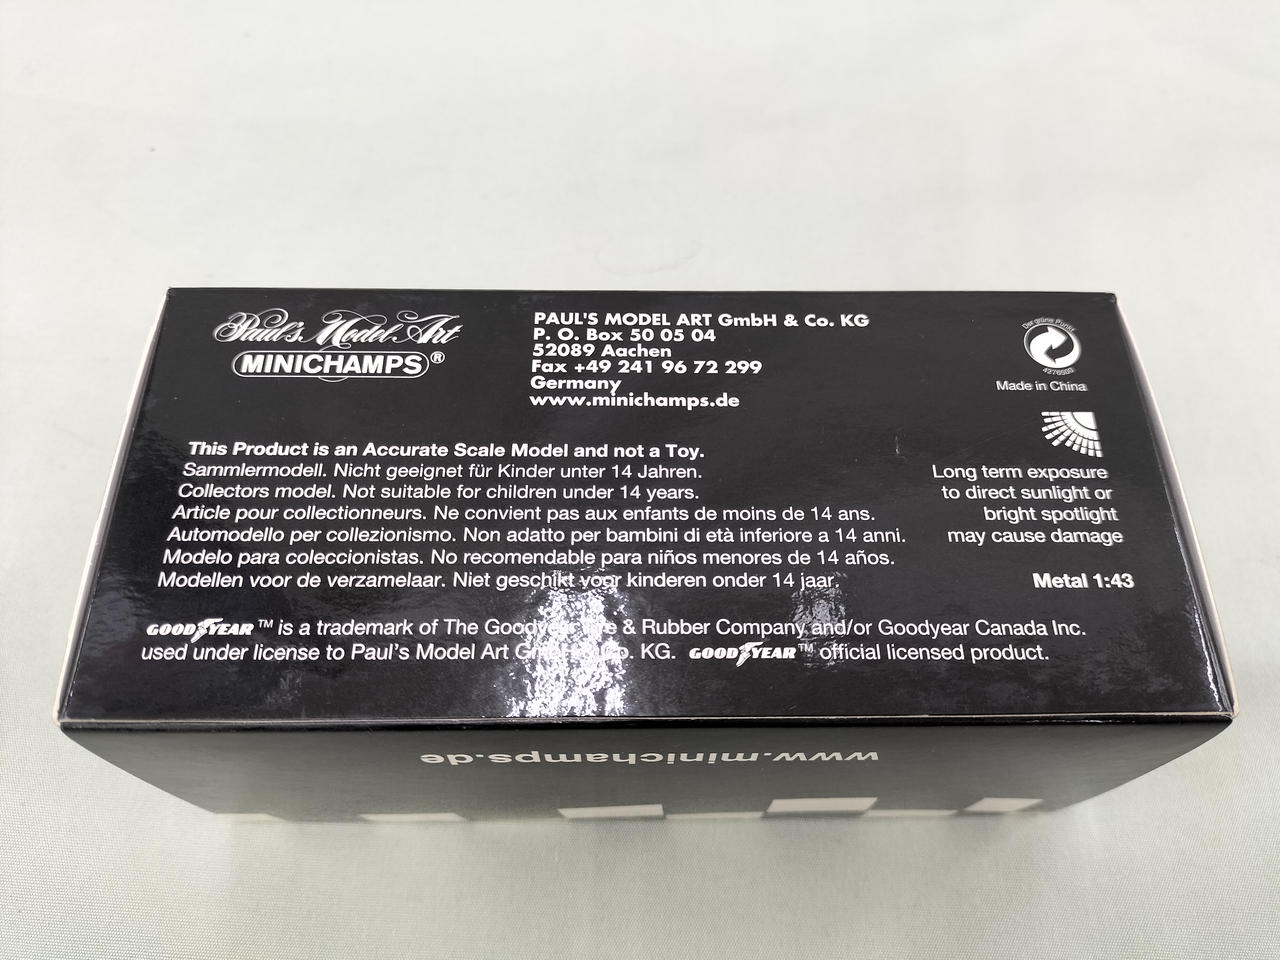 Paul's Model Art
MINICHAMPS®
PAUL'S MODEL ART GmbH & Co. KG
P. O. Box 50 05 04
52089 Aachen
Fax +49 241 96 72 299
Germany
www.minichamps.de
Der grüne Punkt
4276500
Made in China
This Product is an Accurate Scale Model and not a Toy.
Sammlermodell. Nicht geeignet für Kinder unter 14 Jahren.
Collectors model. Not suitable for children under 14 years.
Article pour collectionneurs. Ne convient pas aux enfants de moins de 14 ans.
Automodello per collezionismo. Non adatto per bambini di età inferiore a 14 anni.
Modelo para coleccionistas. No recomendable para niños menores de 14 años.
Modellen voor de verzamelaar. Niet geschikt voor kinderen onder 14 jaar.
Long term exposure
to direct sunlight or
bright spotlight
may cause damage
Metal 1:43
GOODYEAR ™ is a trademark of The Goodyear Tire & Rubber Company and/or Goodyear Canada Inc.
used under license to Paul's Model Art GmbH & Co. KG. GOODYEAR™ official licensed product.
www.minichamps.de